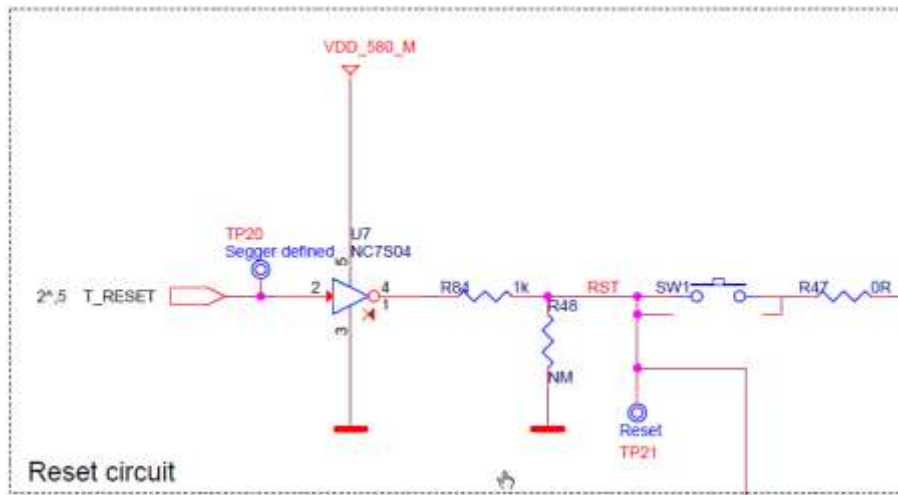 VDD_580_M
TP20
Segger defined
U7
NC7S04
5
2^,5 T_RESET
2
4
1
3
R84
1k
RST
SW1
R47
0R
R48
NM
Reset
TP21
Reset circuit